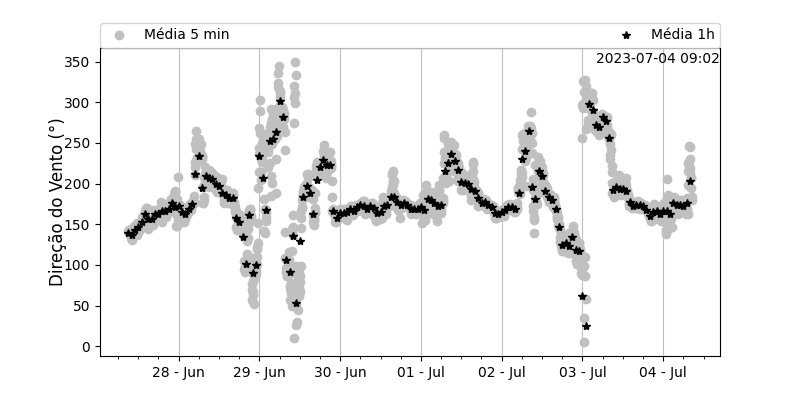 Média 5 min
Média 1h
2023-07-04 09:02
Direção do Vento (°)
350
300
250
200
150
100
50
0
28 - Jun
29 - Jun
30 - Jun
01 - Jul
02 - Jul
03 - Jul
04 - Jul